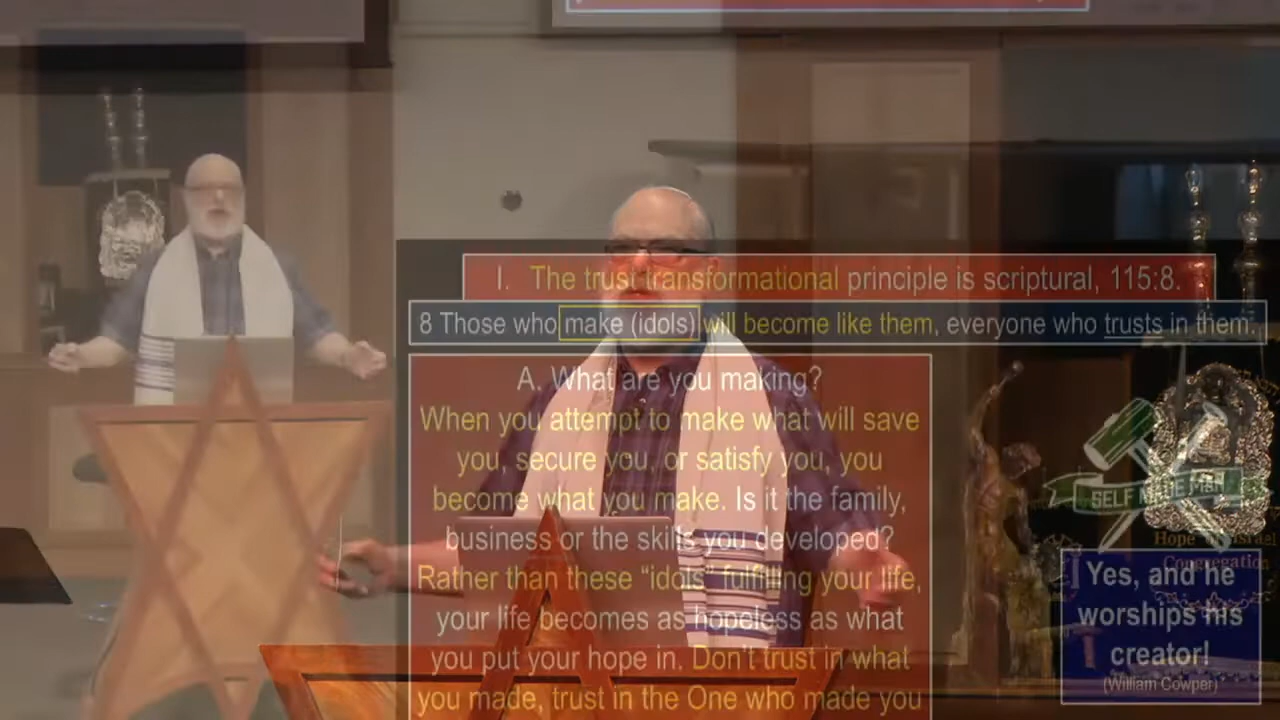 I. The trust transformational principle is scriptural, 115:8.
8 Those who make (idols) will become like them, everyone who trusts in them.
A. What are you making?
When you attempt to make what will save
you, secure you, or satisfy you, you
become what you make. Is it the family,
business or the skills you developed?
Rather than these “idols” fulfilling your life,
your life becomes as hopeless as what
you put your hope in. Don’t trust in what
you made, trust in the One who made you
SELF MADE MAN
Hope of Israel
Congregation
Yes, and he
worships his
creator!
(William Cowper)